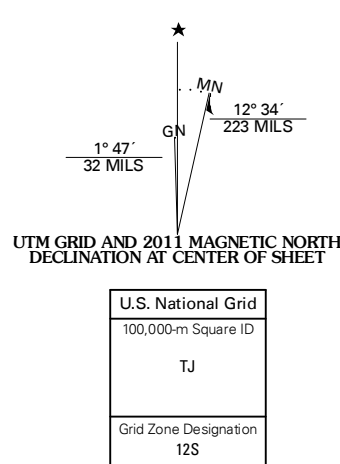 MN
GN
12° 34´
223 MILS
1° 47´
32 MILS
UTM GRID AND 2011 MAGNETIC NORTH
DECLINATION AT CENTER OF SHEET
U.S. National Grid
100,000-m Square ID
TJ
Grid Zone Designation
12S